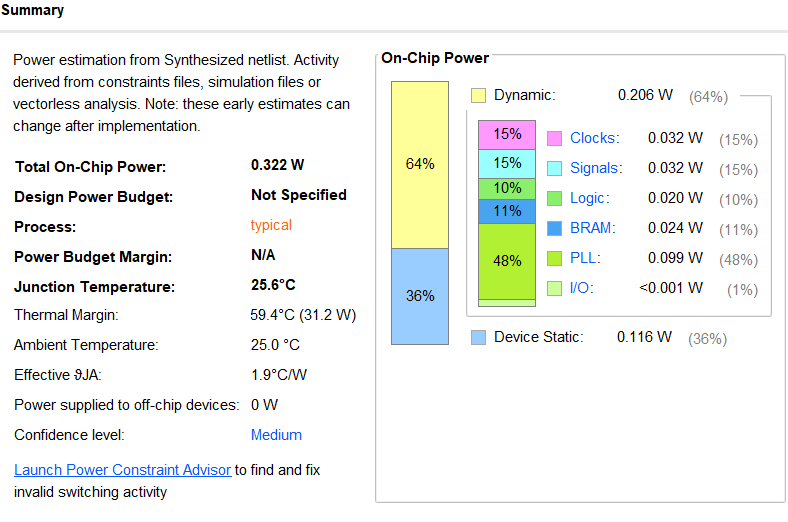 Summary
Power estimation from Synthesized netlist. Activity
derived from constraints files, simulation files or
vectorless analysis. Note: these early estimates can
change after implementation.
Total On-Chip Power: 0.322 W
Design Power Budget: Not Specified
Process: typical
Power Budget Margin: N/A
Junction Temperature: 25.6°C
Thermal Margin: 59.4°C (31.2 W)
Ambient Temperature: 25.0 °C
Effective ϑJA: 1.9°C/W
Power supplied to off-chip devices: 0 W
Confidence level: Medium
Launch Power Constraint Advisor to find and fix
invalid switching activity
On-Chip Power
64%
36%
Dynamic: 0.206 W (64%)
15%
15%
10%
11%
48%
Clocks: 0.032 W (15%)
Signals: 0.032 W (15%)
Logic: 0.020 W (10%)
BRAM: 0.024 W (11%)
PLL: 0.099 W (48%)
I/O: <0.001 W (1%)
Device Static: 0.116 W (36%)